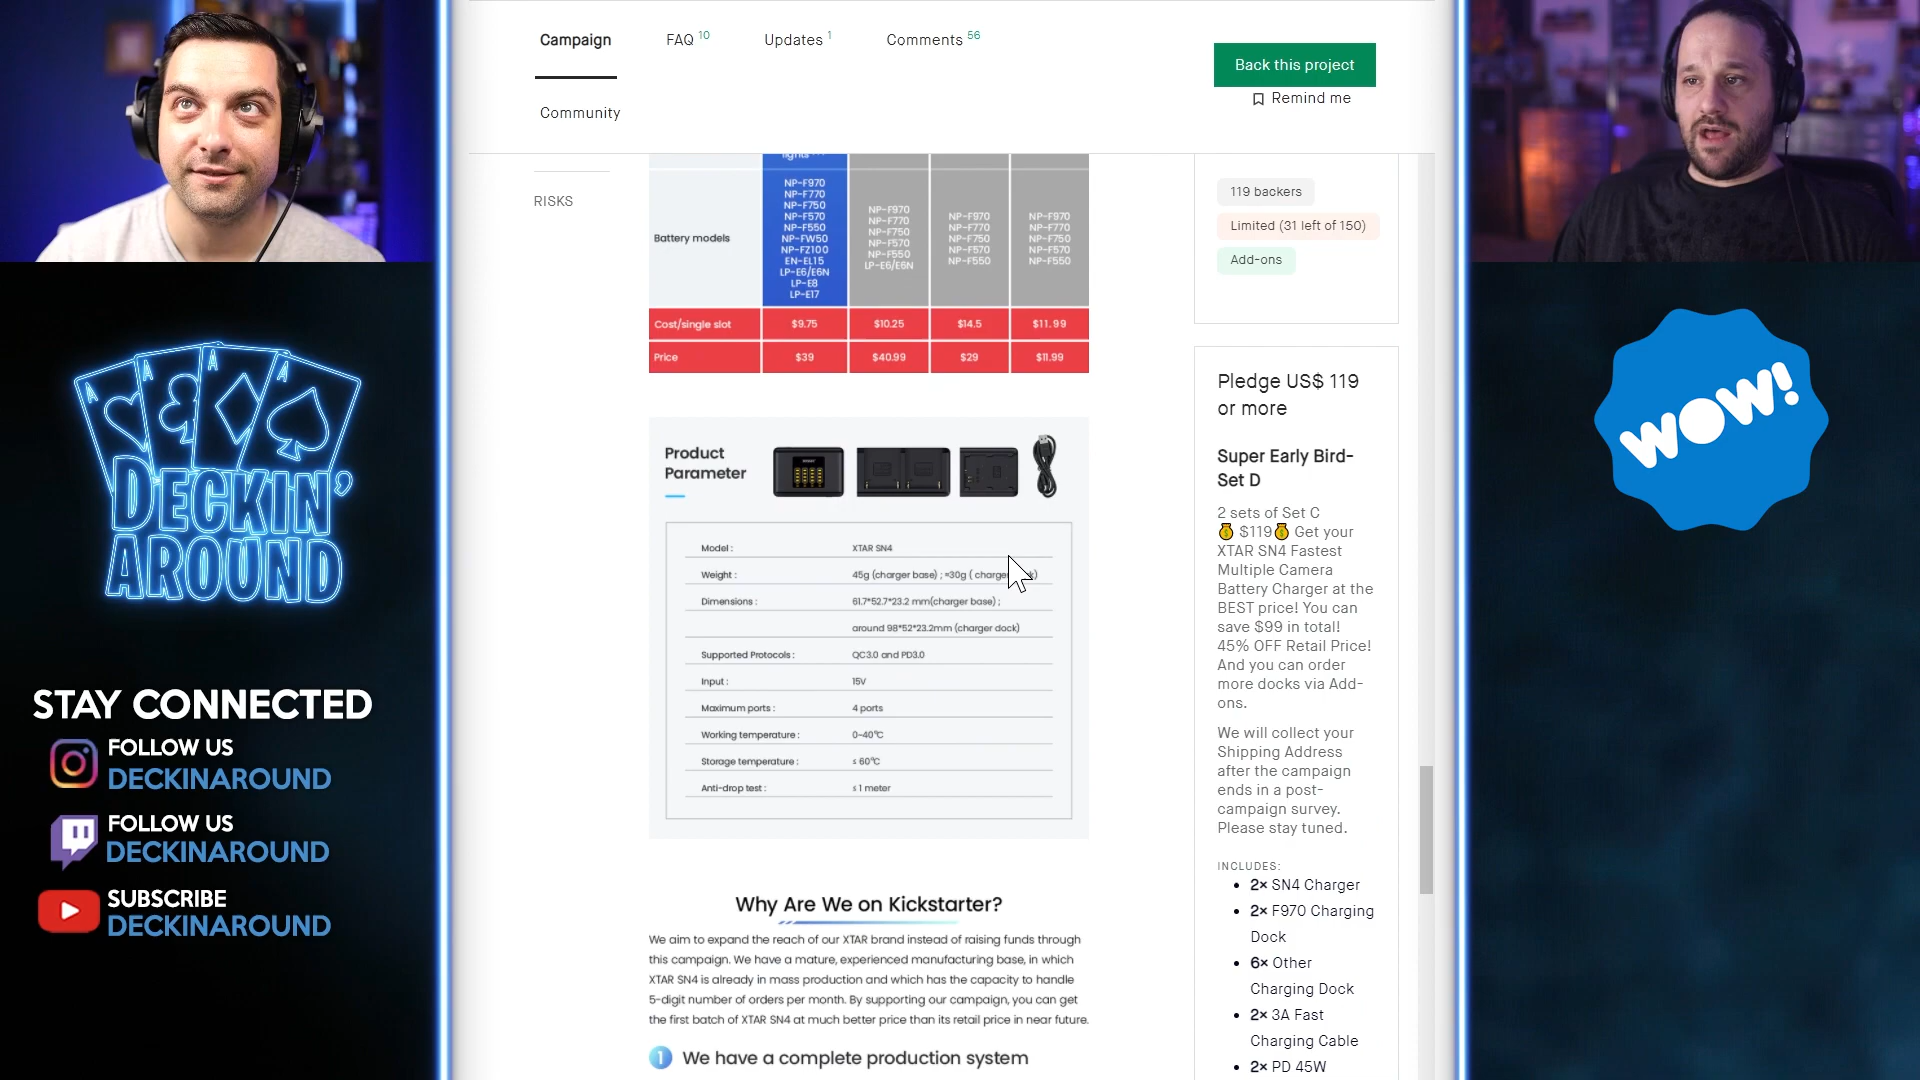 Campaign
FAQ 10
Updates 1
Comments 56
Community
Back this project
Remind me
RISKS
lights
Battery models
NP-F970
NP-F770
NP-F750
NP-F570
NP-F550
NP-FW50
NP-FZ100
EN-EL15
LP-E6/E6N
LP-E8
LP-E17
NP-F970
NP-F770
NP-F750
NP-F570
NP-F550
LP-E6/E6N
NP-F970
NP-F770
NP-F750
NP-F570
NP-F550
NP-F970
NP-F770
NP-F750
NP-F570
NP-F550
Cost/single slot $9.75 $10.25 $14.5 $11.99
Price $39 $40.99 $29 $11.99
Product
Parameter
Model : XTAR SN4
Weight : 45g (charger base) ; ≈30g ( charger
Dimensions : 61.7*52.7*23.2 mm(charger base) ;
around 98*52*23.2mm (charger dock)
Supported Protocols : QC3.0 and PD3.0
Input : 15V
Maximum ports : 4 ports
Working temperature : 0-40℃
Storage temperature : ≤ 60℃
Anti-drop test : ≤ 1 meter
Why Are We on Kickstarter?
We aim to expand the reach of our XTAR brand instead of raising funds through
this campaign. We have a mature, experienced manufacturing base, in which
XTAR SN4 is already in mass production and which has the capacity to handle
5-digit number of orders per month. By supporting our campaign, you can get
the first batch of XTAR SN4 at much better price than its retail price in near future.
1 We have a complete production system
119 backers
Limited (31 left of 150)
Add-ons
Pledge US$ 119
or more
Super Early Bird-
Set D
2 sets of Set C
💰 $119💰 Get your
XTAR SN4 Fastest
Multiple Camera
Battery Charger at the
BEST price! You can
save $99 in total!
45% OFF Retail Price!
And you can order
more docks via Add-
ons.
We will collect your
Shipping Address
after the campaign
ends in a post-
campaign survey.
Please stay tuned.
INCLUDES:
• 2× SN4 Charger
• 2× F970 Charging
Dock
• 6× Other
Charging Dock
• 2× 3A Fast
Charging Cable
• 2× PD 45W
A A A A
DECKIN'
AROUND
STAY CONNECTED
FOLLOW US
DECKINAROUND
FOLLOW US
DECKINAROUND
SUBSCRIBE
DECKINAROUND
WOW!